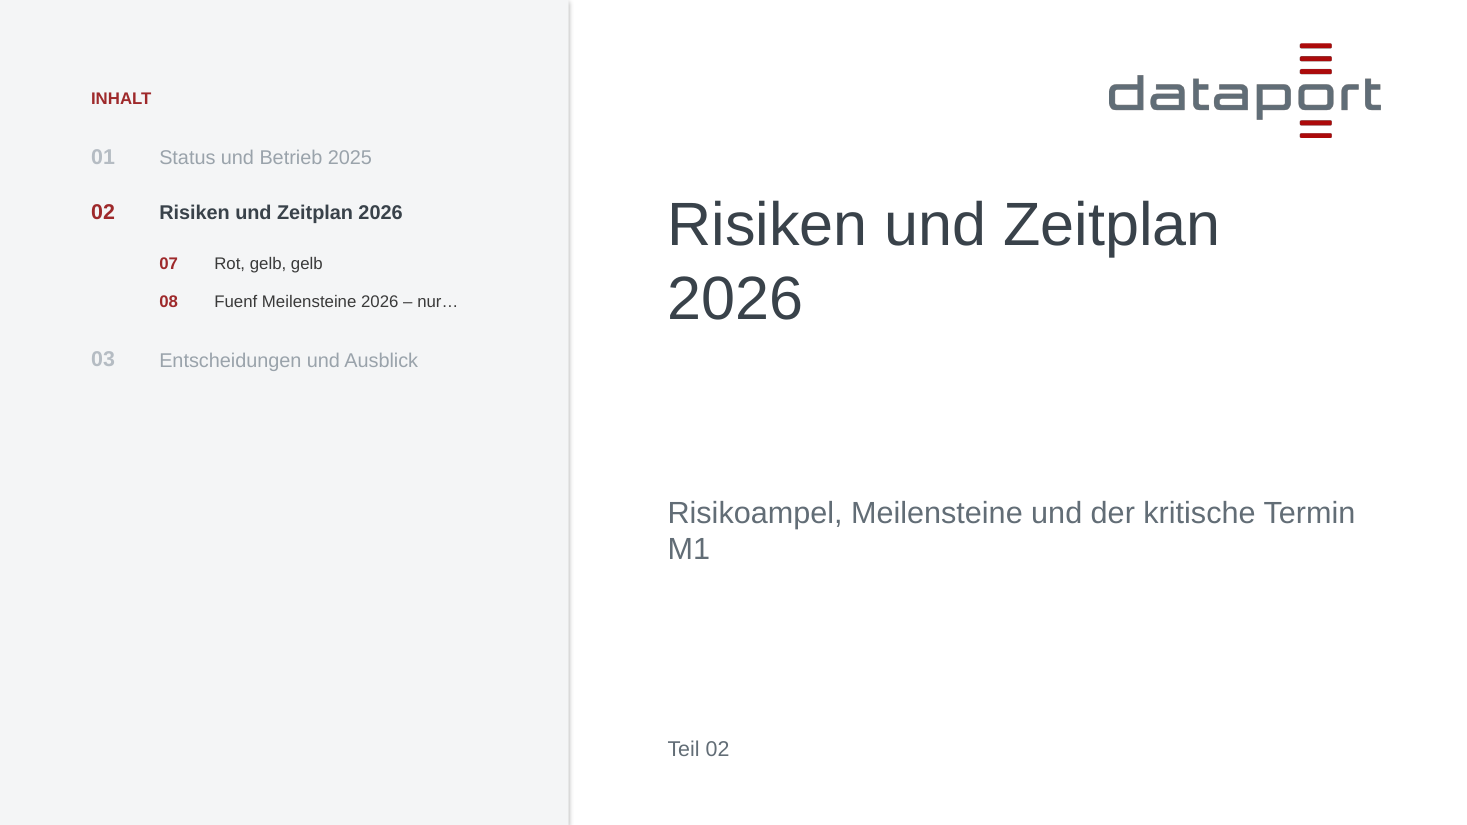 INHALT
01 Status und Betrieb 2025
02 Risiken und Zeitplan 2026
07 Rot, gelb, gelb
08 Fuenf Meilensteine 2026 – nur…
03 Entscheidungen und Ausblick
dataport
Risiken und Zeitplan
2026
Risikoampel, Meilensteine und der kritische Termin
M1
Teil 02